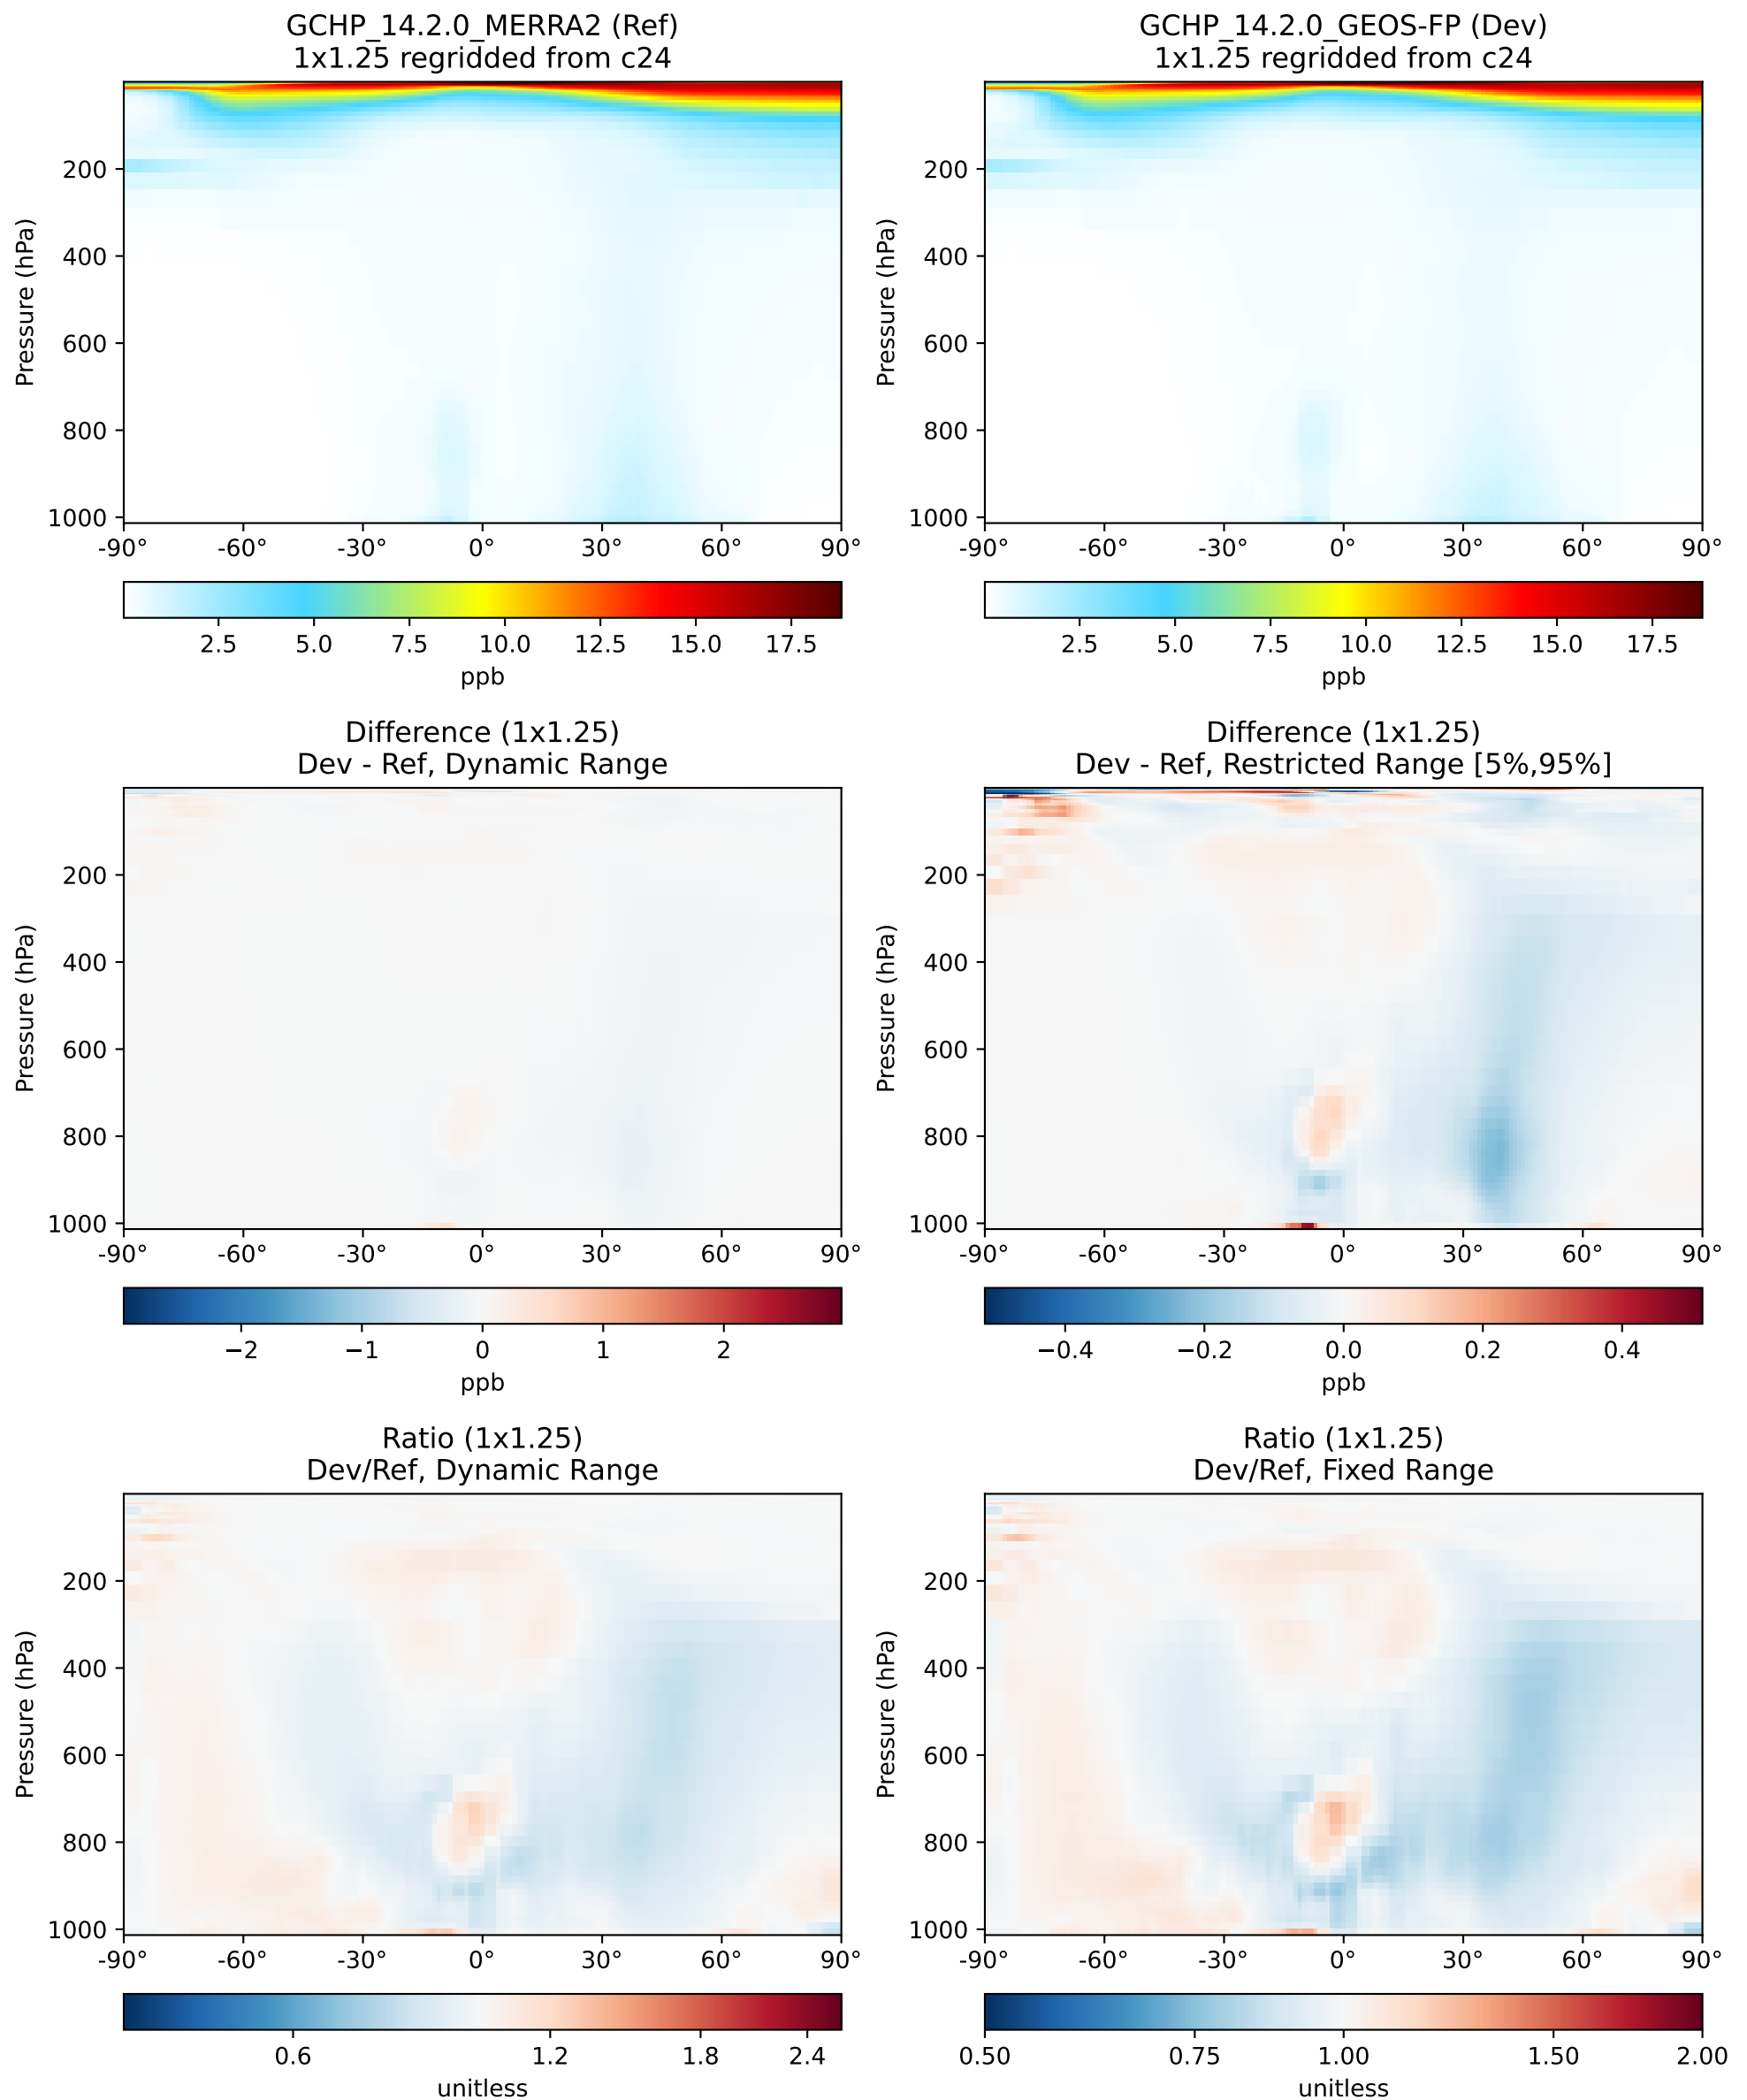 GCHP_14.2.0_MERRA2 (Ref)
1x1.25 regridded from c24
Pressure (hPa)
200
400
600
800
1000
-90° -60° -30° 0° 30° 60° 90°
2.5 5.0 7.5 10.0 12.5 15.0 17.5
ppb
GCHP_14.2.0_GEOS-FP (Dev)
1x1.25 regridded from c24
Pressure (hPa)
200
400
600
800
1000
-90° -60° -30° 0° 30° 60° 90°
2.5 5.0 7.5 10.0 12.5 15.0 17.5
ppb
Difference (1x1.25)
Dev - Ref, Dynamic Range
Pressure (hPa)
200
400
600
800
1000
-90° -60° -30° 0° 30° 60° 90°
−2 −1 0 1 2
ppb
Difference (1x1.25)
Dev - Ref, Restricted Range [5%,95%]
Pressure (hPa)
200
400
600
800
1000
-90° -60° -30° 0° 30° 60° 90°
−0.4 −0.2 0.0 0.2 0.4
ppb
Ratio (1x1.25)
Dev/Ref, Dynamic Range
Pressure (hPa)
200
400
600
800
1000
-90° -60° -30° 0° 30° 60° 90°
0.6 1.2 1.8 2.4
unitless
Ratio (1x1.25)
Dev/Ref, Fixed Range
Pressure (hPa)
200
400
600
800
1000
-90° -60° -30° 0° 30° 60° 90°
0.50 0.75 1.00 1.50 2.00
unitless